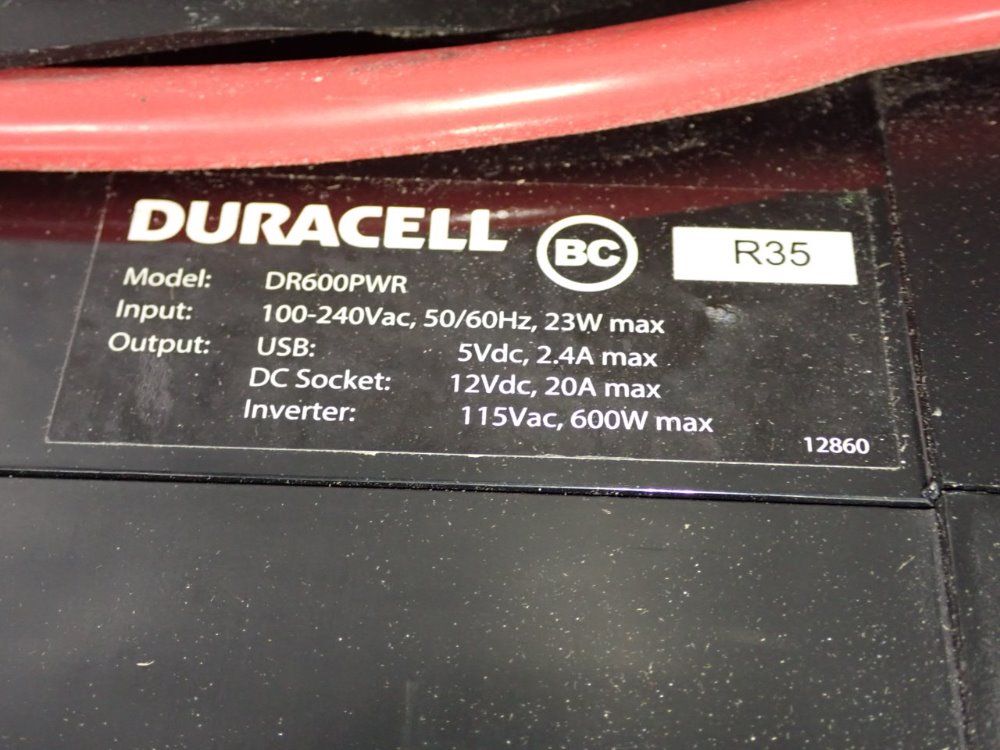 DURACELL BC R35
Model: DR600PWR
Input: 100-240Vac, 50/60Hz, 23W max
Output: USB: 5Vdc, 2.4A max
DC Socket: 12Vdc, 20A max
Inverter: 115Vac, 600W max
12860